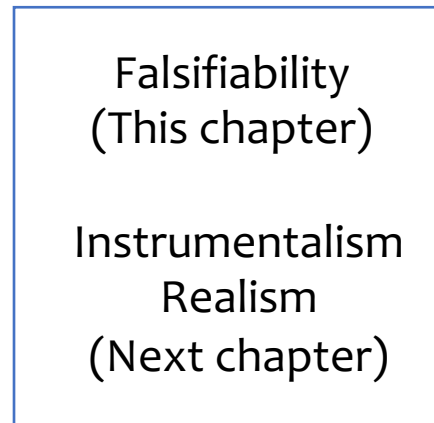 Falsifiability
(This chapter)
Instrumentalism
Realism
(Next chapter)